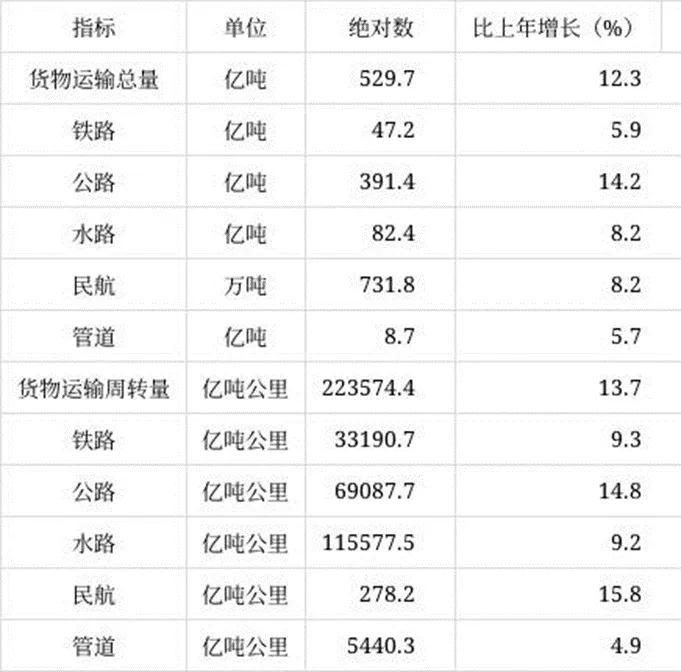 指标 单位 绝对数 比上年增长（%）
货物运输总量 亿吨 529.7 12.3
铁路 亿吨 47.2 5.9
公路 亿吨 391.4 14.2
水路 亿吨 82.4 8.2
民航 万吨 731.8 8.2
管道 亿吨 8.7 5.7
货物运输周转量 亿吨公里 223574.4 13.7
铁路 亿吨公里 33190.7 9.3
公路 亿吨公里 69087.7 14.8
水路 亿吨公里 115577.5 9.2
民航 亿吨公里 278.2 15.8
管道 亿吨公里 5440.3 4.9